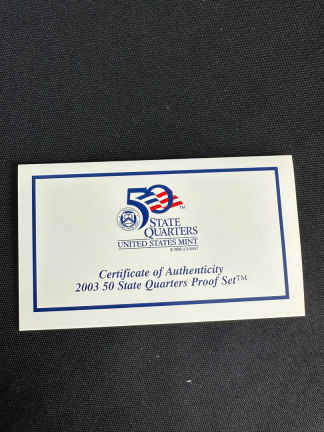 50
STATE
QUARTERS
UNITED STATES MINT
Certificate of Authenticity
2003 50 State Quarters Proof Set™